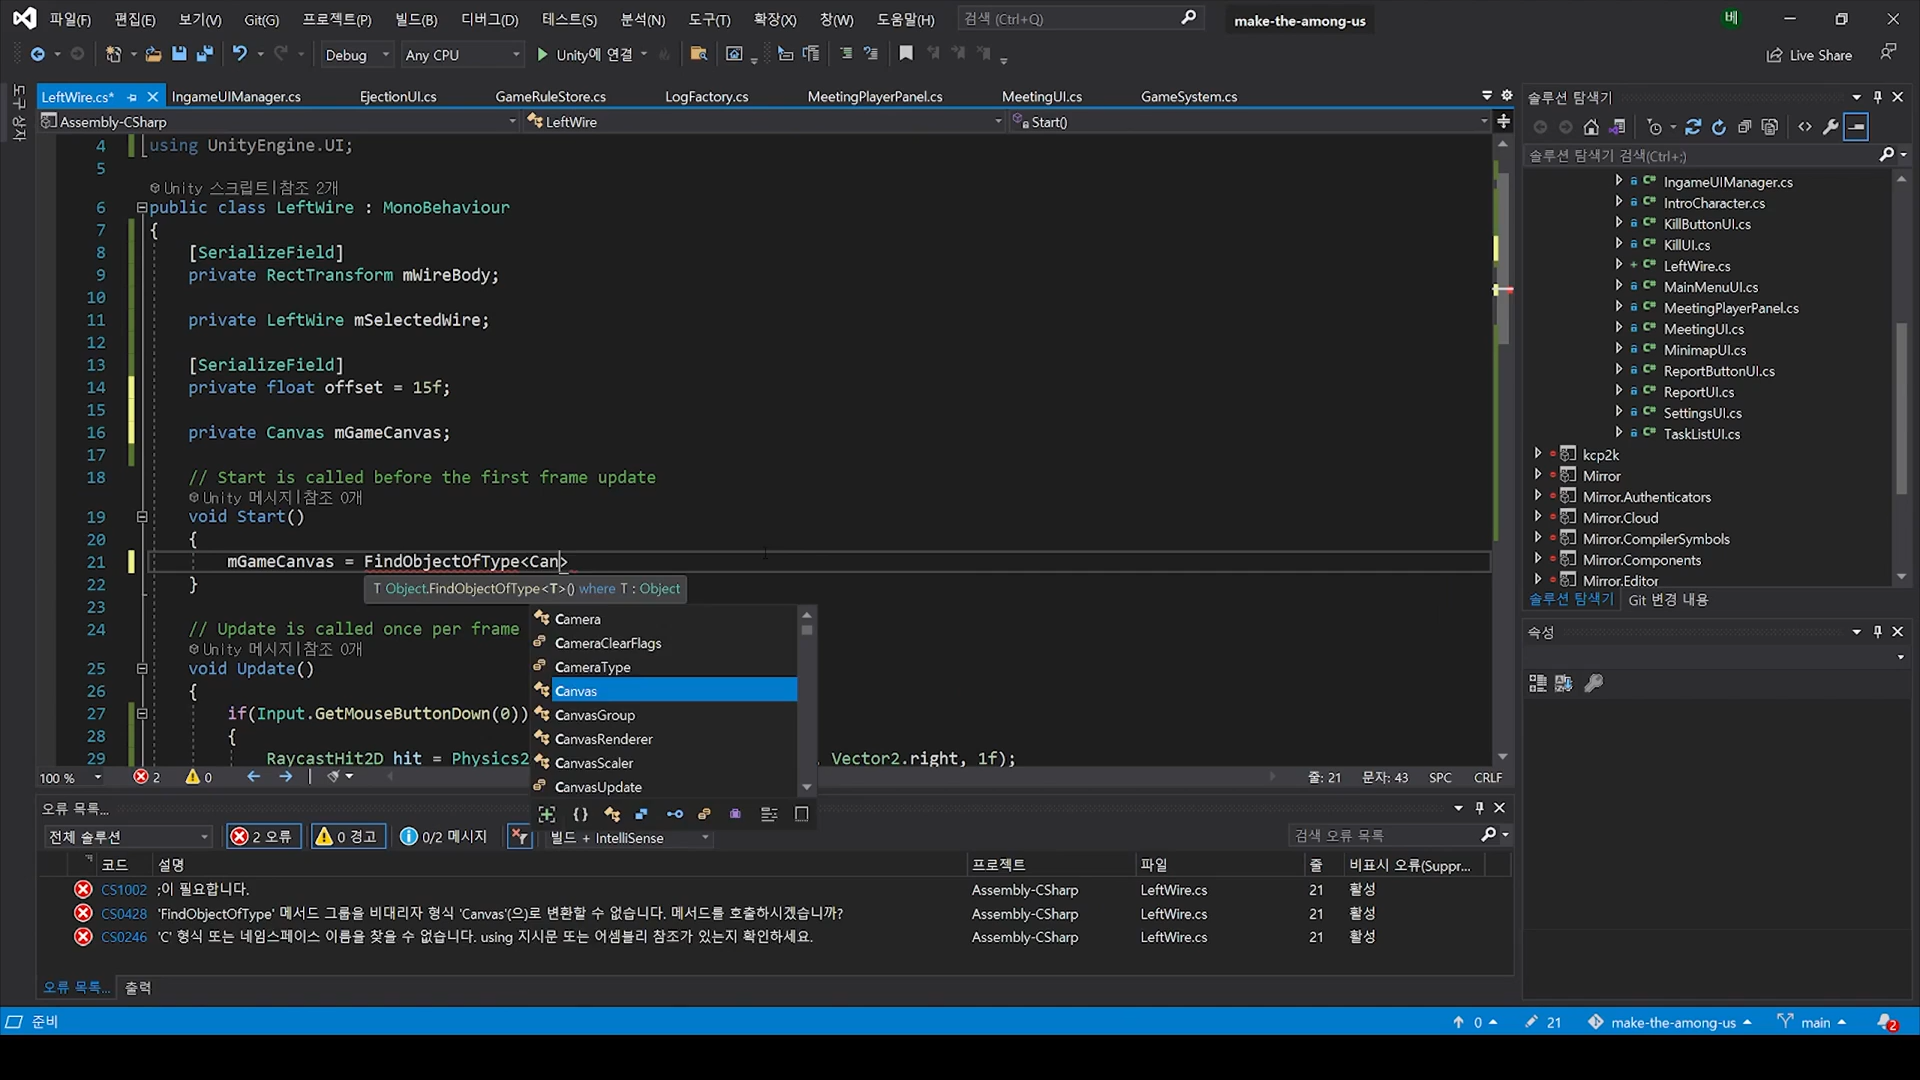 파일(F) 편집(E) 보기(V) Git(G) 프로젝트(P) 빌드(B) 디버그(D) 테스트(S) 분석(N) 도구(T) 확장(X) 창(W) 도움말(H) 검색 (Ctrl+Q) make-the-among-us 베
Debug Any CPU Unity에 연결 Live Share
도구 상자
LeftWire.cs* IngameUIManager.cs EjectionUI.cs GameRuleStore.cs LogFactory.cs MeetingPlayerPanel.cs MeetingUI.cs GameSystem.cs
Assembly-CSharp LeftWire Start()
4 using UnityEngine.UI;
5
Unity 스크립트|참조 2개
6 public class LeftWire : MonoBehaviour
7 {
8 [SerializeField]
9 private RectTransform mWireBody;
10
11 private LeftWire mSelectedWire;
12
13 [SerializeField]
14 private float offset = 15f;
15
16 private Canvas mGameCanvas;
17
18 // Start is called before the first frame update
Unity 메시지|참조 0개
19 void Start()
20 {
21 mGameCanvas = FindObjectOfType<Can>
22 }
T Object.FindObjectOfType<T>() where T : Object
23
24 // Update is called once per frame
Unity 메시지|참조 0개
25 void Update()
26 {
27 if(Input.GetMouseButtonDown(0))
28 {
29 RaycastHit2D hit = Physics2 Vector2.right, 1f);
Camera
CameraClearFlags
CameraType
Canvas
CanvasGroup
CanvasRenderer
CanvasScaler
CanvasUpdate
100 % 2 0 줄: 21 문자: 43 SPC CRLF
오류 목록...
전체 솔루션 2 오류 0 경고 0/2 메시지 빌드 + IntelliSense 검색 오류 목록
코드 설명 프로젝트 파일 줄 비표시 오류(Suppr...
CS1002 ;이 필요합니다. Assembly-CSharp LeftWire.cs 21 활성
CS0428 'FindObjectOfType' 메서드 그룹을 비대리자 형식 'Canvas'(으)로 변환할 수 없습니다. 메서드를 호출하시겠습니까? Assembly-CSharp LeftWire.cs 21 활성
CS0246 'C' 형식 또는 네임스페이스 이름을 찾을 수 없습니다. using 지시문 또는 어셈블리 참조가 있는지 확인하세요. Assembly-CSharp LeftWire.cs 21 활성
오류 목록... 출력
솔루션 탐색기
솔루션 탐색기 검색(Ctrl+;)
IngameUIManager.cs
IntroCharacter.cs
KillButtonUI.cs
KillUI.cs
LeftWire.cs
MainMenuUI.cs
MeetingPlayerPanel.cs
MeetingUI.cs
MinimapUI.cs
ReportButtonUI.cs
ReportUI.cs
SettingsUI.cs
TaskListUI.cs
kcp2k
Mirror
Mirror.Authenticators
Mirror.Cloud
Mirror.CompilerSymbols
Mirror.Components
Mirror.Editor
솔루션 탐색기 Git 변경 내용
속성
준비 0 21 make-the-among-us main 2